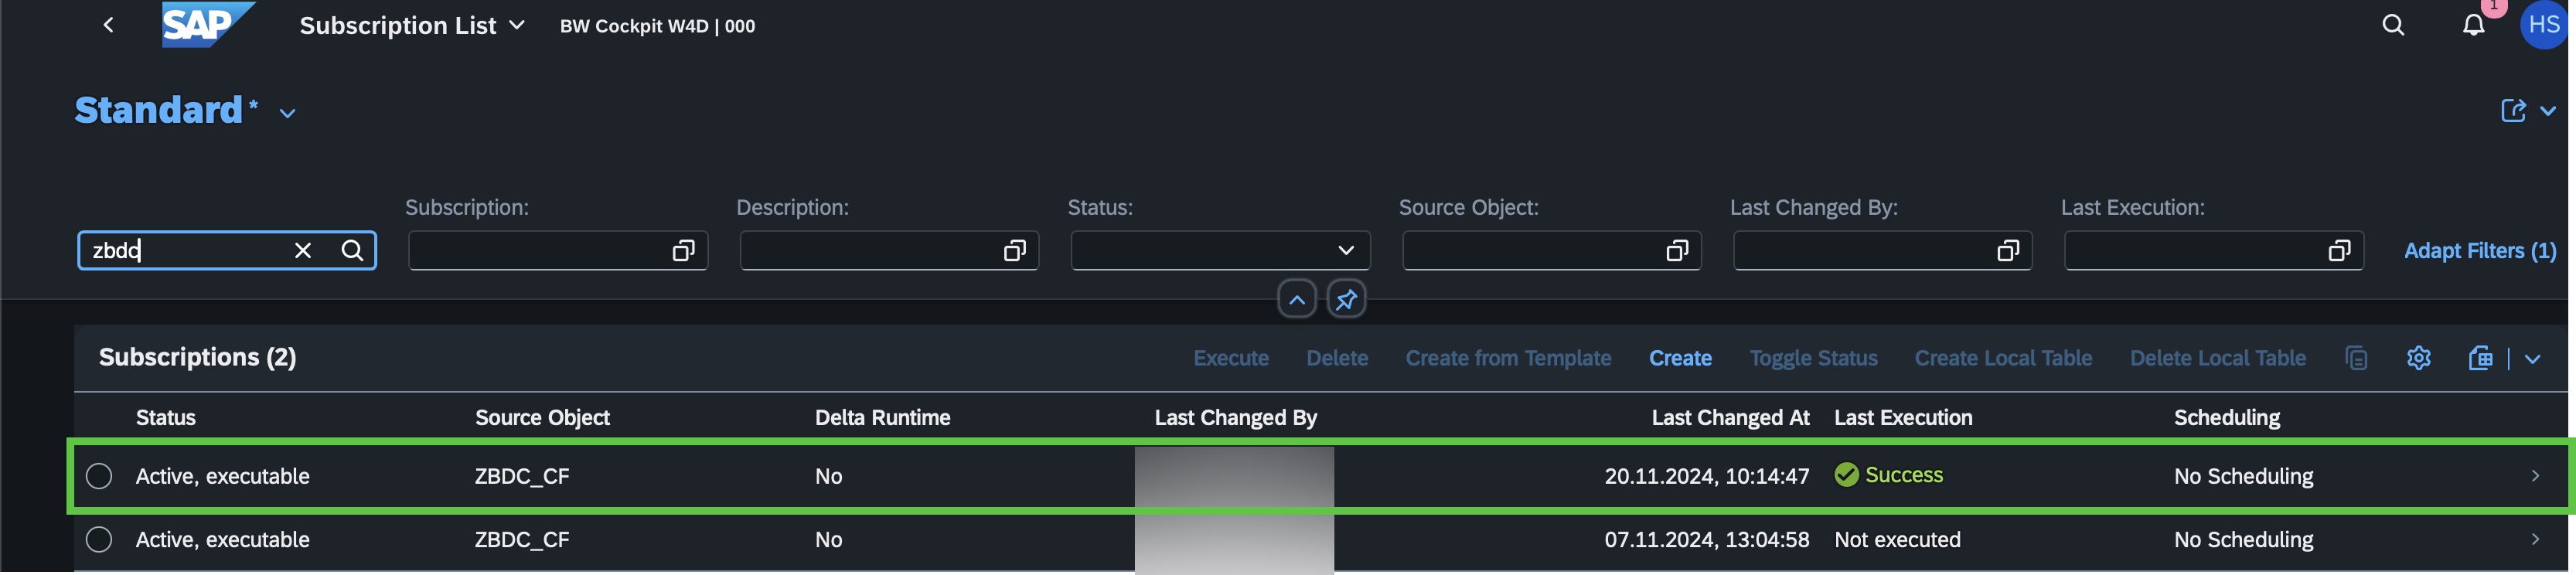 SAP Subscription List BW Cockpit W4D | 000 1 HS
Standard*
Subscription: Description: Status: Source Object: Last Changed By: Last Execution:
zbdc Adapt Filters (1)
Subscriptions (2) Execute Delete Create from Template Create Toggle Status Create Local Table Delete Local Table
Status Source Object Delta Runtime Last Changed By Last Changed At Last Execution Scheduling
Active, executable ZBDC_CF No 20.11.2024, 10:14:47 Success No Scheduling
Active, executable ZBDC_CF No 07.11.2024, 13:04:58 Not executed No Scheduling